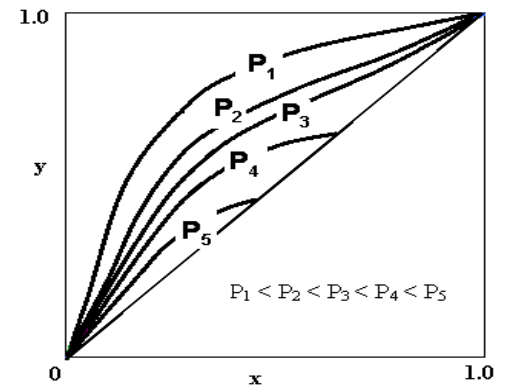 1.0
P₁
P₂
P₃
y
P₄
P₅
P₁ < P₂ < P₃ < P₄ < P₅
0
x
1.0